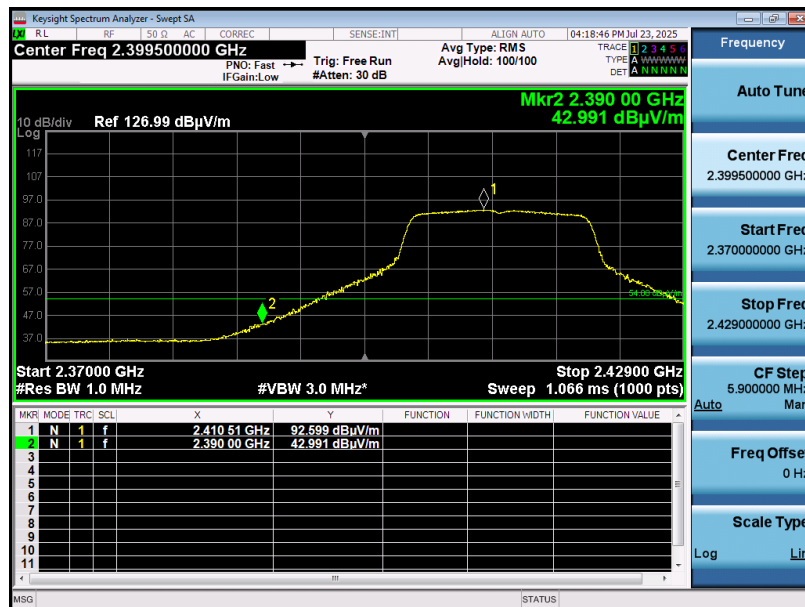 Keysight Spectrum Analyzer - Swept SA
LXI RL RF 50 Ω AC CORREC SENSE:INT ALIGN AUTO 04:18:46 PM Jul 23, 2025
Center Freq 2.399500000 GHz
PNO: Fast
IFGain:Low
Trig: Free Run
#Atten: 30 dB
Avg Type: RMS
Avg|Hold: 100/100
TRACE 1 2 3 4 5 6
TYPE A W W W W W
DET A N N N N N
Mkr2 2.390 00 GHz
42.991 dBµV/m
10 dB/div Ref 126.99 dBµV/m
Log
117
107
97.0
87.0
77.0
67.0
57.0
47.0
37.0
1
2
Start 2.37000 GHz Stop 2.42900 GHz
#Res BW 1.0 MHz #VBW 3.0 MHz* Sweep 1.066 ms (1000 pts)
MKR MODE TRC SCL X Y FUNCTION FUNCTION WIDTH FUNCTION VALUE
1 N 1 f 2.410 51 GHz 92.599 dBµV/m
2 N 1 f 2.390 00 GHz 42.991 dBµV/m
3
4
5
6
7
8
9
10
11
MSG STATUS
Frequency
Auto Tune
Center Freq
2.399500000 GHz
Start Freq
2.370000000 GHz
Stop Freq
2.429000000 GHz
CF Step
5.900000 MHz
Auto Man
Freq Offset
0 Hz
Scale Type
Log Lin